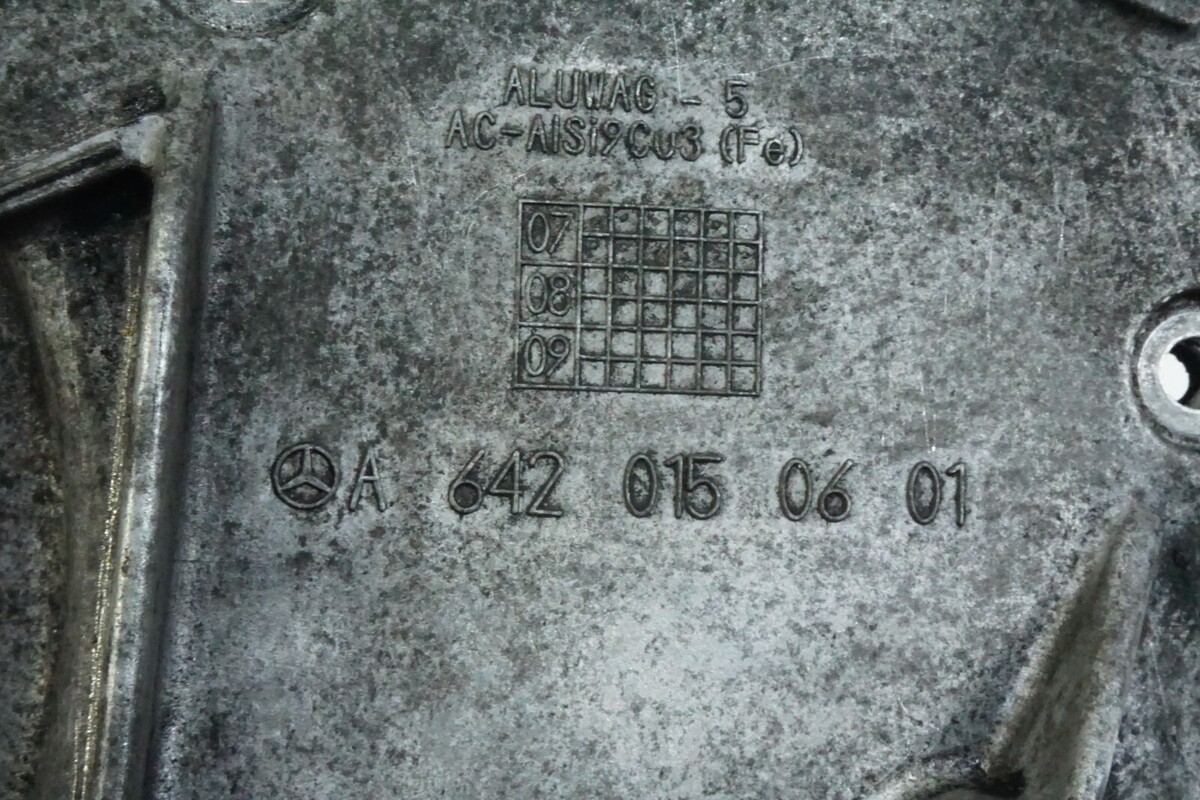 ALUWAG - 5
AC-AlSi9Cu3 (Fe)
07
08
09
A 642 015 06 01